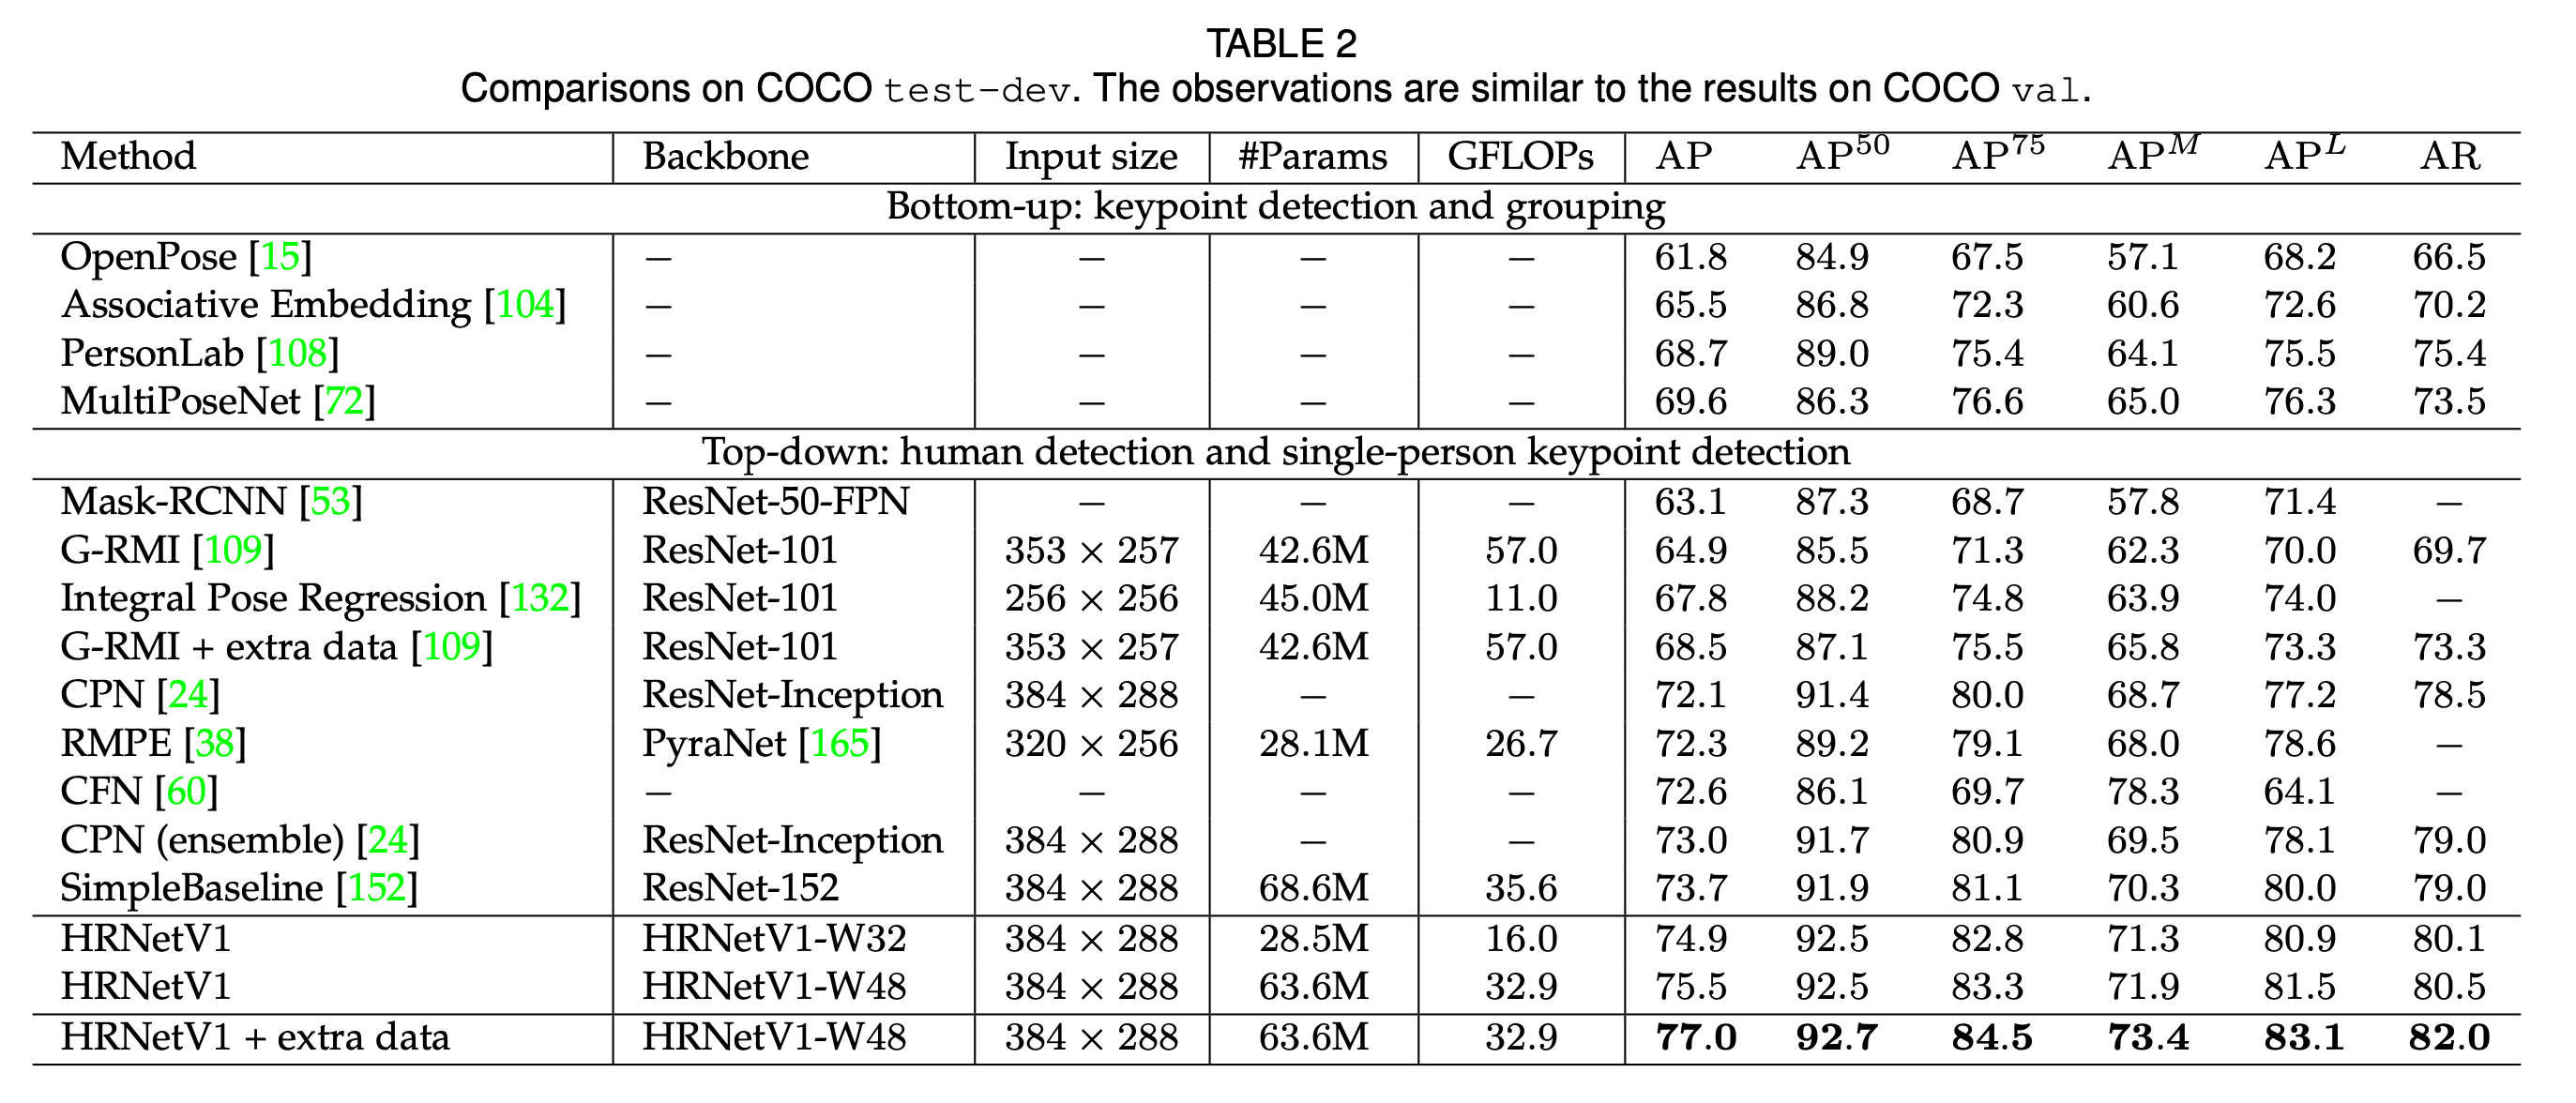 TABLE 2
Comparisons on COCO test-dev. The observations are similar to the results on COCO val.
Method Backbone Input size #Params GFLOPs AP AP^50 AP^75 AP^M AP^L AR
Bottom-up: keypoint detection and grouping
OpenPose [15] – – – – 61.8 84.9 67.5 57.1 68.2 66.5
Associative Embedding [104] – – – – 65.5 86.8 72.3 60.6 72.6 70.2
PersonLab [108] – – – – 68.7 89.0 75.4 64.1 75.5 75.4
MultiPoseNet [72] – – – – 69.6 86.3 76.6 65.0 76.3 73.5
Top-down: human detection and single-person keypoint detection
Mask-RCNN [53] ResNet-50-FPN – – – 63.1 87.3 68.7 57.8 71.4 –
G-RMI [109] ResNet-101 353 × 257 42.6M 57.0 64.9 85.5 71.3 62.3 70.0 69.7
Integral Pose Regression [132] ResNet-101 256 × 256 45.0M 11.0 67.8 88.2 74.8 63.9 74.0 –
G-RMI + extra data [109] ResNet-101 353 × 257 42.6M 57.0 68.5 87.1 75.5 65.8 73.3 73.3
CPN [24] ResNet-Inception 384 × 288 – – 72.1 91.4 80.0 68.7 77.2 78.5
RMPE [38] PyraNet [165] 320 × 256 28.1M 26.7 72.3 89.2 79.1 68.0 78.6 –
CFN [60] – – – – 72.6 86.1 69.7 78.3 64.1 –
CPN (ensemble) [24] ResNet-Inception 384 × 288 – – 73.0 91.7 80.9 69.5 78.1 79.0
SimpleBaseline [152] ResNet-152 384 × 288 68.6M 35.6 73.7 91.9 81.1 70.3 80.0 79.0
HRNetV1 HRNetV1-W32 384 × 288 28.5M 16.0 74.9 92.5 82.8 71.3 80.9 80.1
HRNetV1 HRNetV1-W48 384 × 288 63.6M 32.9 75.5 92.5 83.3 71.9 81.5 80.5
HRNetV1 + extra data HRNetV1-W48 384 × 288 63.6M 32.9 77.0 92.7 84.5 73.4 83.1 82.0